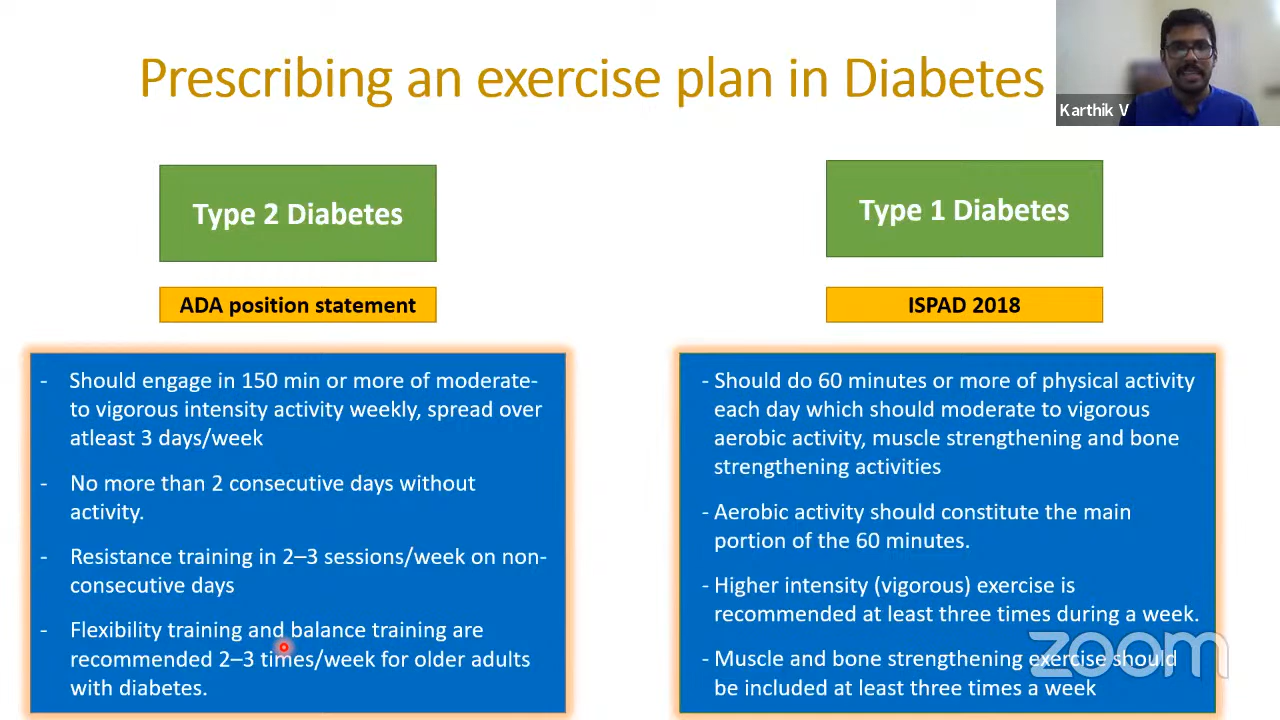 Prescribing an exercise plan in Diabetes
Karthik V
Type 2 Diabetes
ADA position statement
- Should engage in 150 min or more of moderate-
to vigorous intensity activity weekly, spread over
atleast 3 days/week
- No more than 2 consecutive days without
activity.
- Resistance training in 2–3 sessions/week on non-
consecutive days
- Flexibility training and balance training are
recommended 2–3 times/week for older adults
with diabetes.
Type 1 Diabetes
ISPAD 2018
- Should do 60 minutes or more of physical activity
each day which should moderate to vigorous
aerobic activity, muscle strengthening and bone
strengthening activities
- Aerobic activity should constitute the main
portion of the 60 minutes.
- Higher intensity (vigorous) exercise is
recommended at least three times during a week.
- Muscle and bone strengthening exercise should
be included at least three times a week
zoom